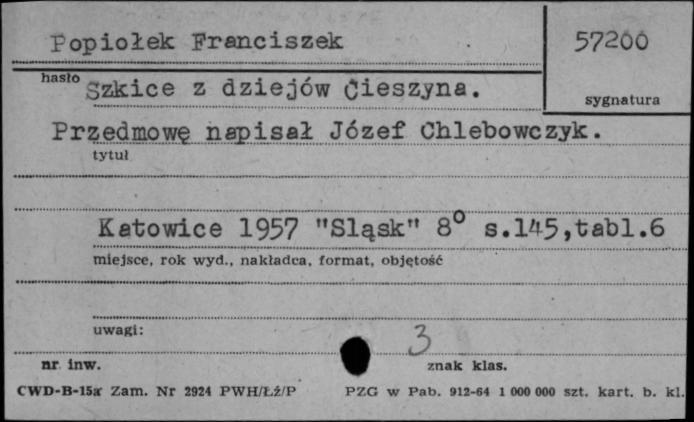 Popiołek Franciszek
57200
hasło
Szkice z dziejów Cieszyna.
sygnatura
Przedmowę napisał Józef Chlebowczyk.
tytuł
Katowice 1957 "Sląsk" 8° s.145,tabl.6
miejsce, rok wyd., nakładca, format, objętość
uwagi:
3
nr inw.
znak klas.
CWD-B-15a Zam. Nr 2924 PWH/Łź/P
PZG w Pab. 912-64 1 000 000 szt. kart. b. kl.